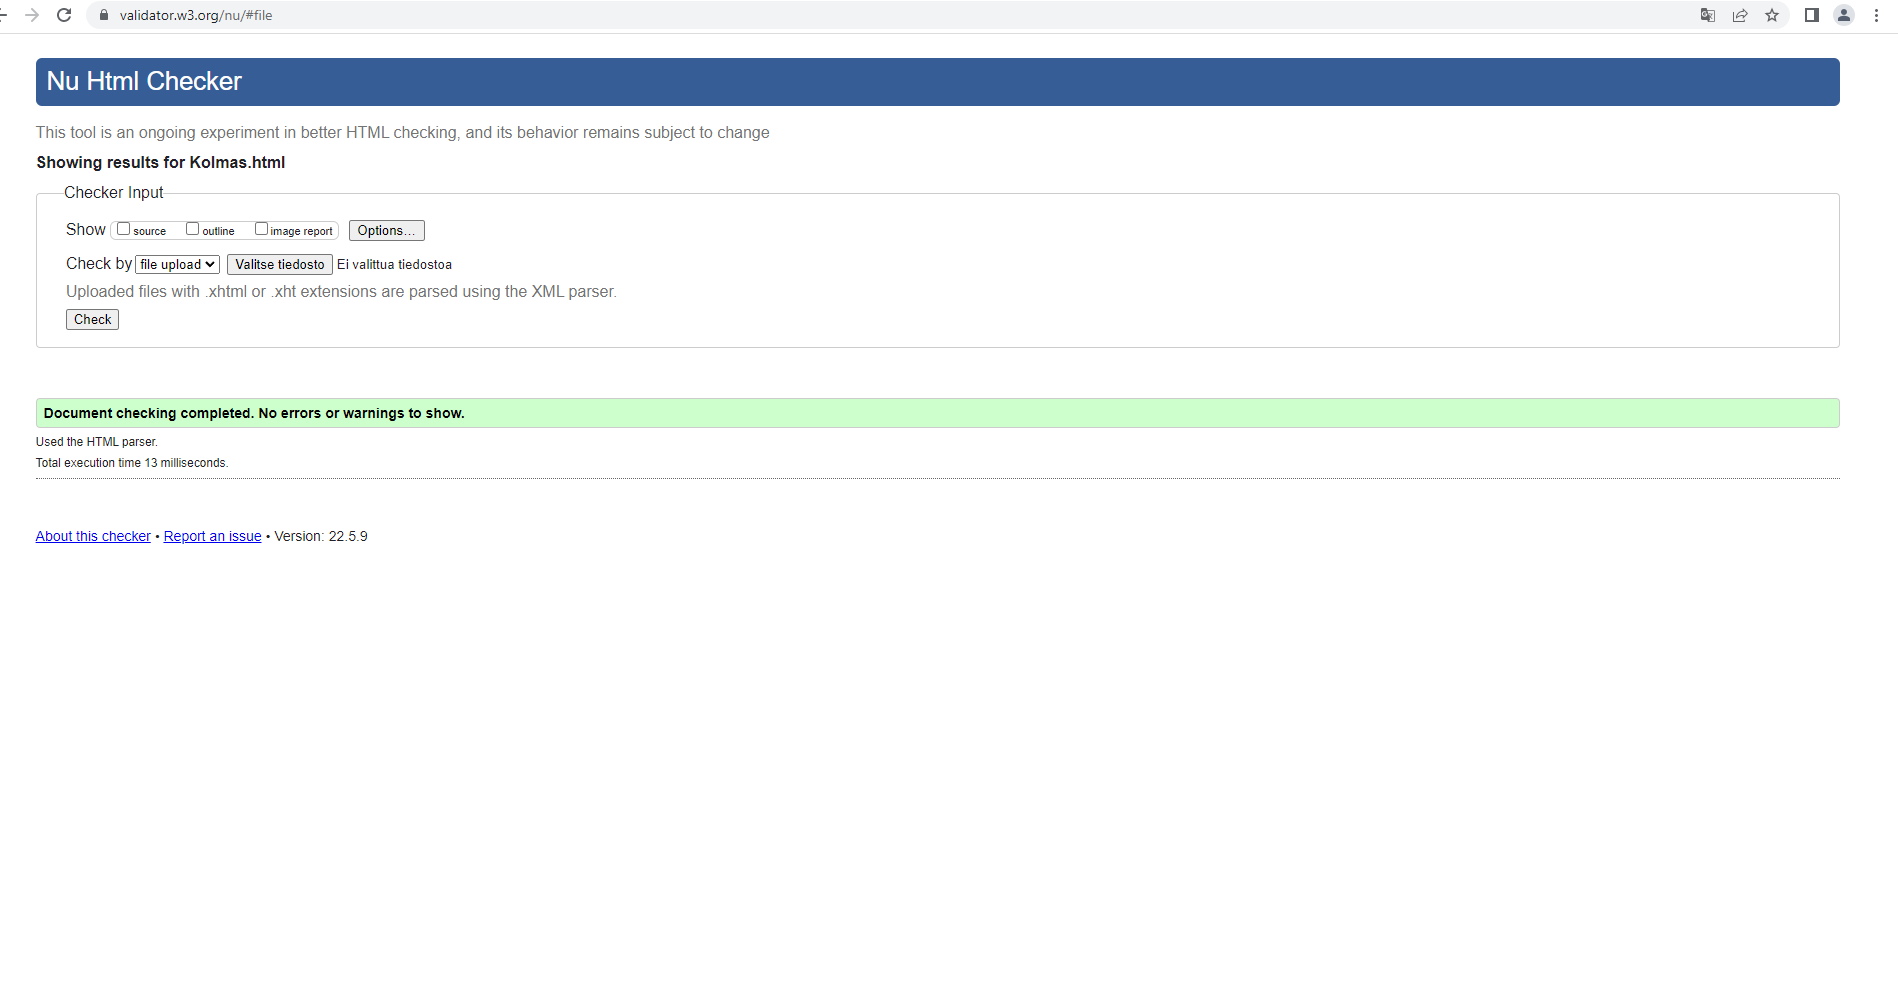 validator.w3.org/nu/#file
Nu Html Checker
This tool is an ongoing experiment in better HTML checking, and its behavior remains subject to change
Showing results for Kolmas.html
Checker Input
Show source outline image report Options...
Check by file upload Valitse tiedosto Ei valittua tiedostoa
Uploaded files with .xhtml or .xht extensions are parsed using the XML parser.
Check
Document checking completed. No errors or warnings to show.
Used the HTML parser.
Total execution time 13 milliseconds.
About this checker • Report an issue • Version: 22.5.9